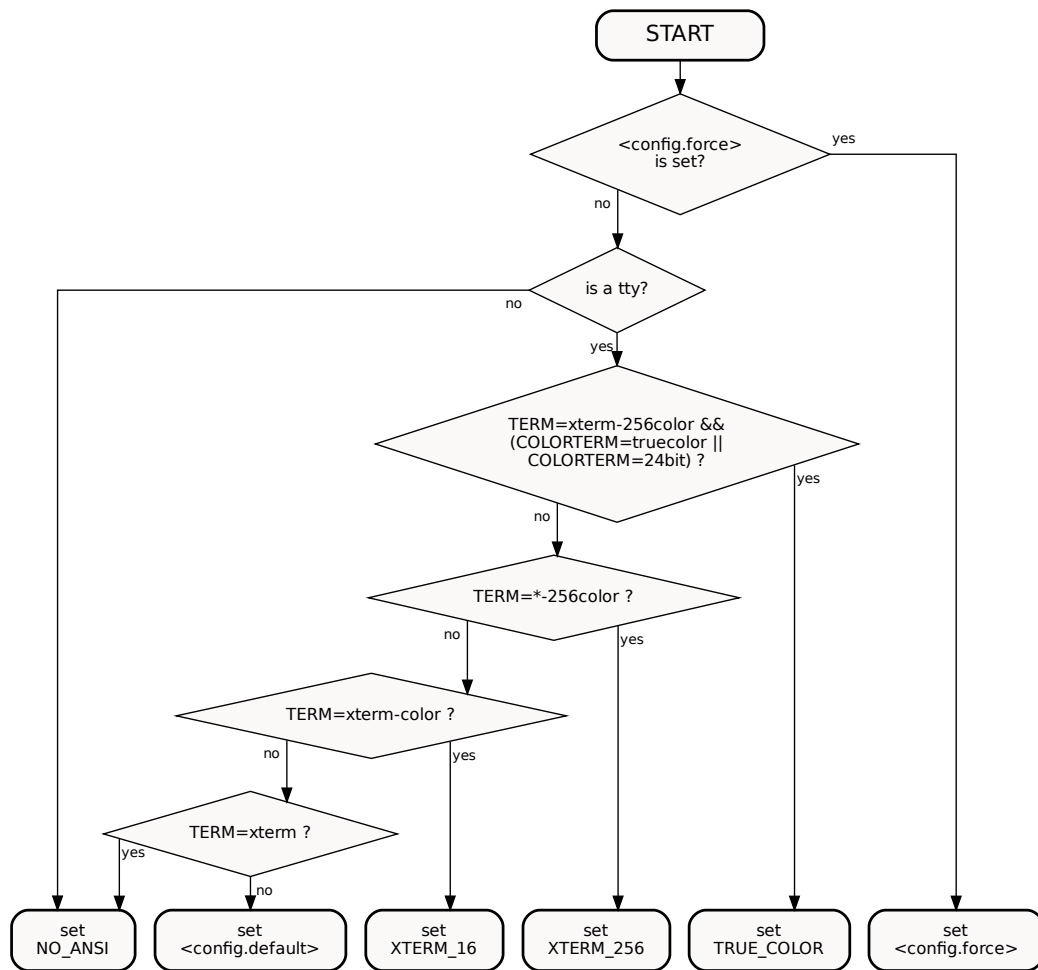 START
<config.force>
is set?
yes
no
is a tty?
no
yes
TERM=xterm-256color &&
(COLORTERM=truecolor ||
COLORTERM=24bit) ?
yes
no
TERM=*-256color ?
no
yes
TERM=xterm-color ?
no
yes
TERM=xterm ?
yes
no
set
NO_ANSI
set
<config.default>
set
XTERM_16
set
XTERM_256
set
TRUE_COLOR
set
<config.force>